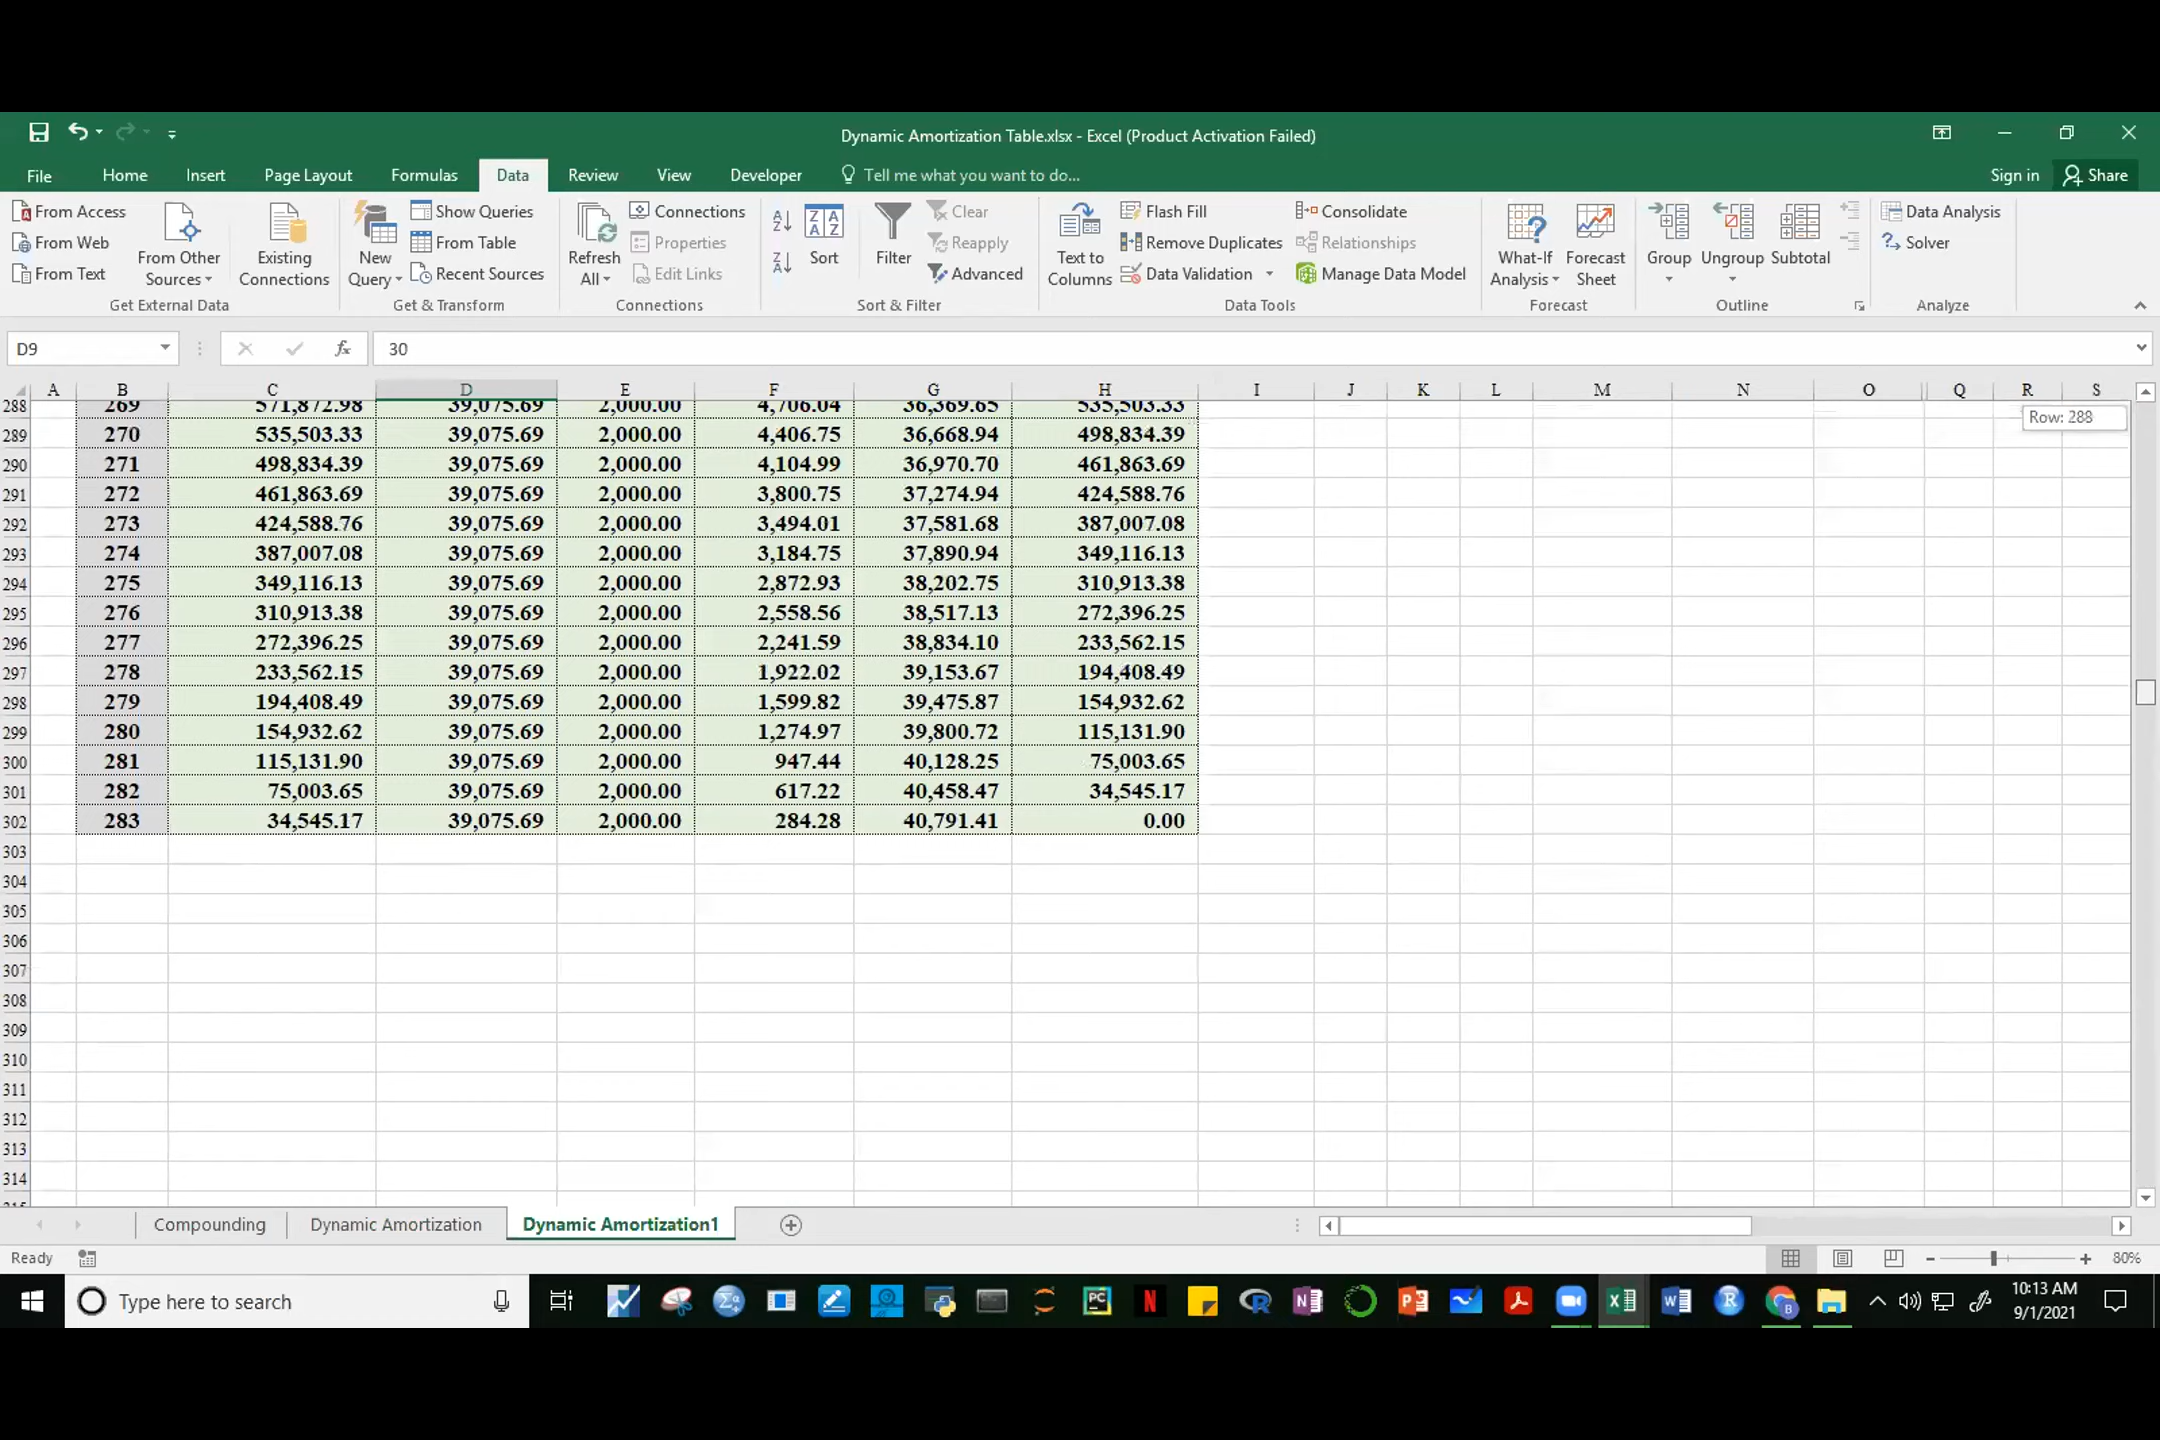 Dynamic Amortization Table.xlsx - Excel (Product Activation Failed)
File Home Insert Page Layout Formulas Data Review View Developer Tell me what you want to do... Sign in Share
From Access
From Web
From Text
From Other Sources
Existing Connections
Get External Data
New Query
Show Queries
From Table
Recent Sources
Get & Transform
Refresh All
Connections
Properties
Edit Links
Connections
Sort
Filter
Clear
Reapply
Advanced
Sort & Filter
Text to Columns
Flash Fill
Remove Duplicates
Data Validation
Consolidate
Relationships
Manage Data Model
Data Tools
What-If Analysis
Forecast Sheet
Forecast
Group
Ungroup
Subtotal
Outline
Data Analysis
Solver
Analyze
D9 fx 30
A B C D E F G H I J K L M N O Q R S
288 269 571,872.98 39,075.69 2,000.00 4,706.04 36,369.65 535,503.33
Row: 288
289 270 535,503.33 39,075.69 2,000.00 4,406.75 36,668.94 498,834.39
290 271 498,834.39 39,075.69 2,000.00 4,104.99 36,970.70 461,863.69
291 272 461,863.69 39,075.69 2,000.00 3,800.75 37,274.94 424,588.76
292 273 424,588.76 39,075.69 2,000.00 3,494.01 37,581.68 387,007.08
293 274 387,007.08 39,075.69 2,000.00 3,184.75 37,890.94 349,116.13
294 275 349,116.13 39,075.69 2,000.00 2,872.93 38,202.75 310,913.38
295 276 310,913.38 39,075.69 2,000.00 2,558.56 38,517.13 272,396.25
296 277 272,396.25 39,075.69 2,000.00 2,241.59 38,834.10 233,562.15
297 278 233,562.15 39,075.69 2,000.00 1,922.02 39,153.67 194,408.49
298 279 194,408.49 39,075.69 2,000.00 1,599.82 39,475.87 154,932.62
299 280 154,932.62 39,075.69 2,000.00 1,274.97 39,800.72 115,131.90
300 281 115,131.90 39,075.69 2,000.00 947.44 40,128.25 75,003.65
301 282 75,003.65 39,075.69 2,000.00 617.22 40,458.47 34,545.17
302 283 34,545.17 39,075.69 2,000.00 284.28 40,791.41 0.00
303
304
305
306
307
308
309
310
311
312
313
314
Compounding Dynamic Amortization Dynamic Amortization1
Ready 80%
Type here to search
10:13 AM
9/1/2021